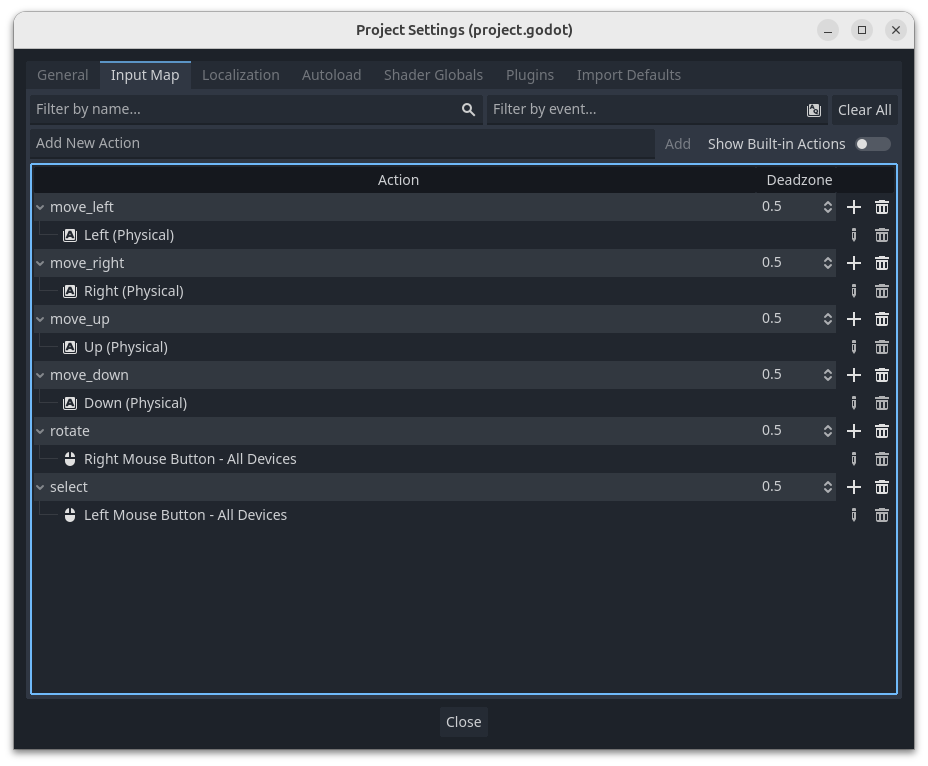 Project Settings (project.godot)
General Input Map Localization Autoload Shader Globals Plugins Import Defaults
Filter by name... Filter by event... Clear All
Add New Action Add Show Built-in Actions
Action Deadzone
move_left 0.5
Left (Physical)
move_right 0.5
Right (Physical)
move_up 0.5
Up (Physical)
move_down 0.5
Down (Physical)
rotate 0.5
Right Mouse Button - All Devices
select 0.5
Left Mouse Button - All Devices
Close